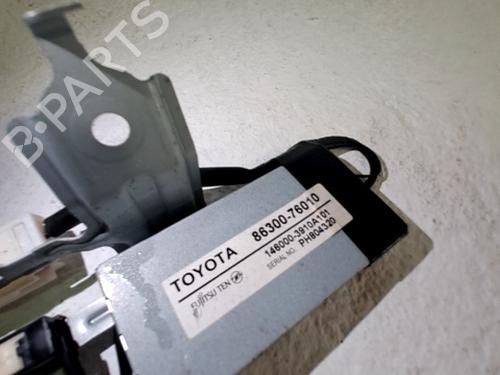 B-PARTS
TOYOTA 86300-76010
148000-3910A101
SERIAL NO. PH804320
FUJITSU TEN